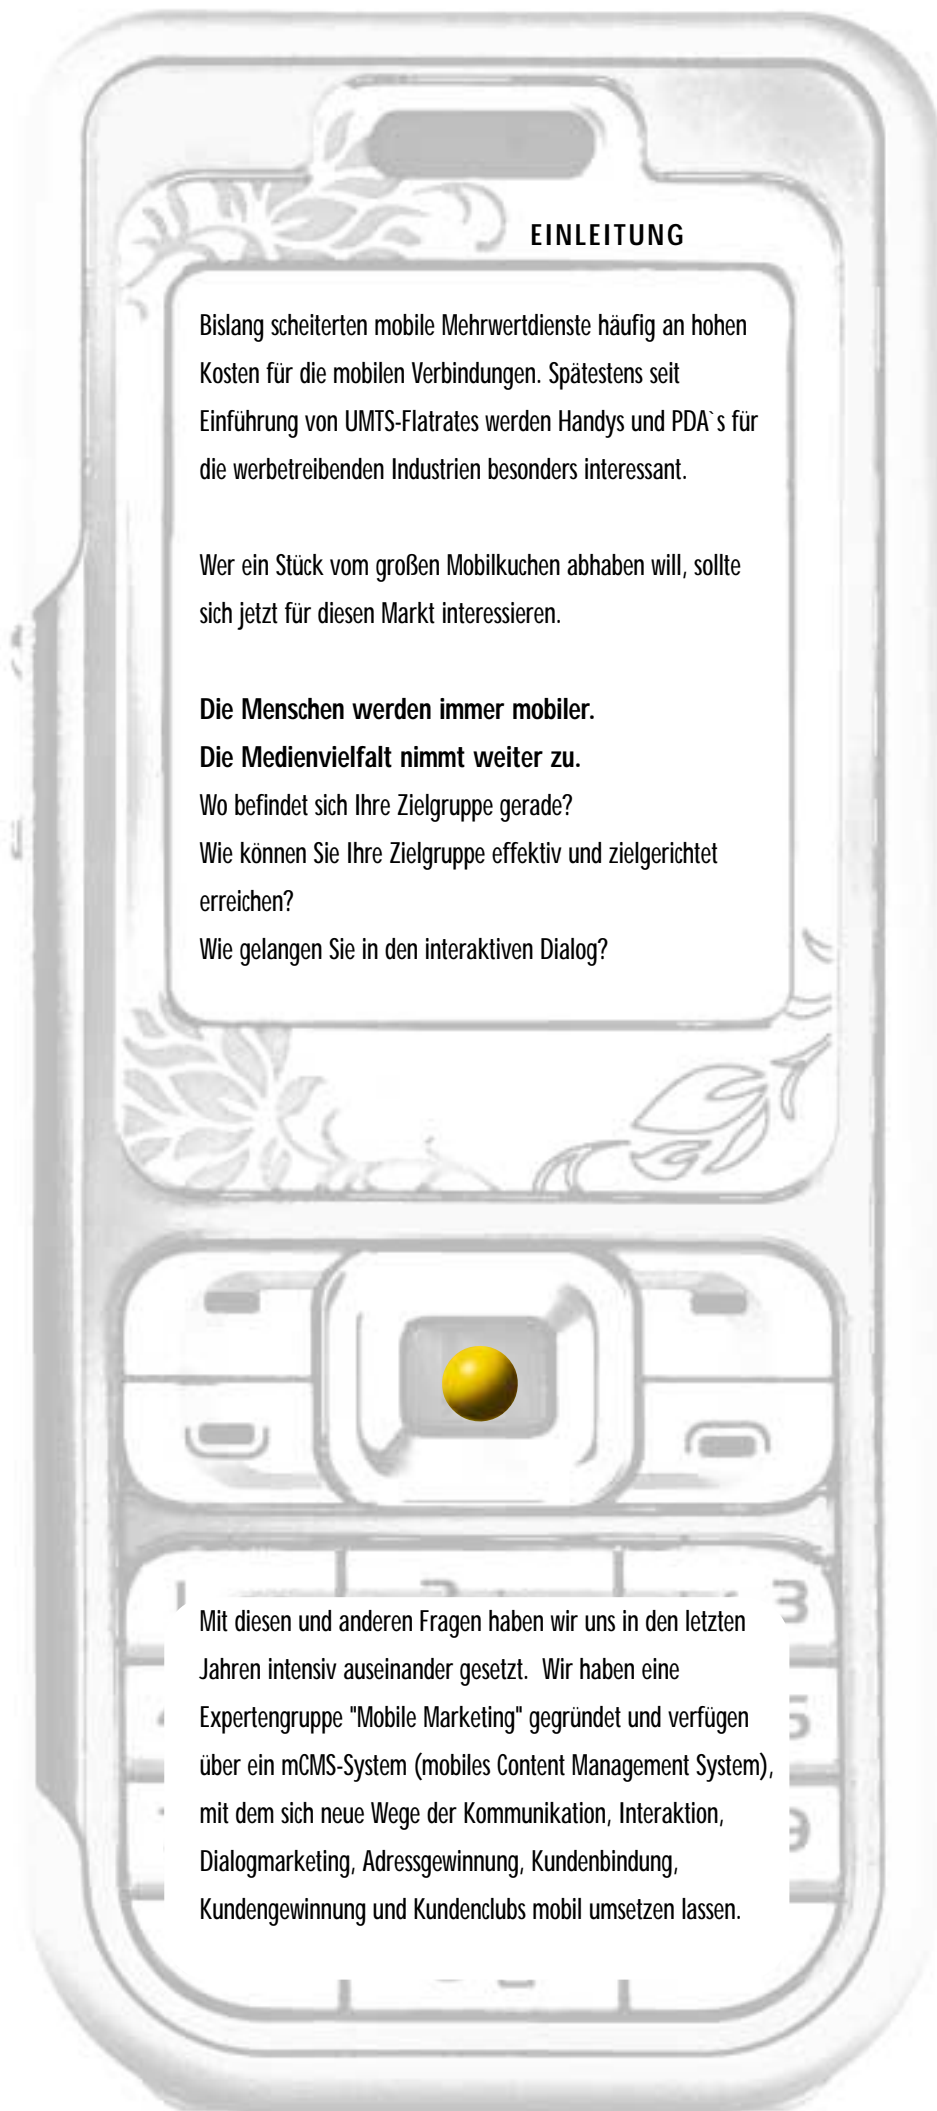 EINLEITUNG
Bislang scheiterten mobile Mehrwertdienste häufig an hohen
Kosten für die mobilen Verbindungen. Spätestens seit
Einführung von UMTS-Flatrates werden Handys und PDA`s für
die werbetreibenden Industrien besonders interessant.
Wer ein Stück vom großen Mobilkuchen abhaben will, sollte
sich jetzt für diesen Markt interessieren.
Die Menschen werden immer mobiler.
Die Medienvielfalt nimmt weiter zu.
Wo befindet sich Ihre Zielgruppe gerade?
Wie können Sie Ihre Zielgruppe effektiv und zielgerichtet
erreichen?
Wie gelangen Sie in den interaktiven Dialog?
3
Mit diesen und anderen Fragen haben wir uns in den letzten
Jahren intensiv auseinander gesetzt.  Wir haben eine
Expertengruppe "Mobile Marketing" gegründet und verfügen
über ein mCMS-System (mobiles Content Management System),
mit dem sich neue Wege der Kommunikation, Interaktion,
Dialogmarketing, Adressgewinnung, Kundenbindung,
Kundengewinnung und Kundenclubs mobil umsetzen lassen.